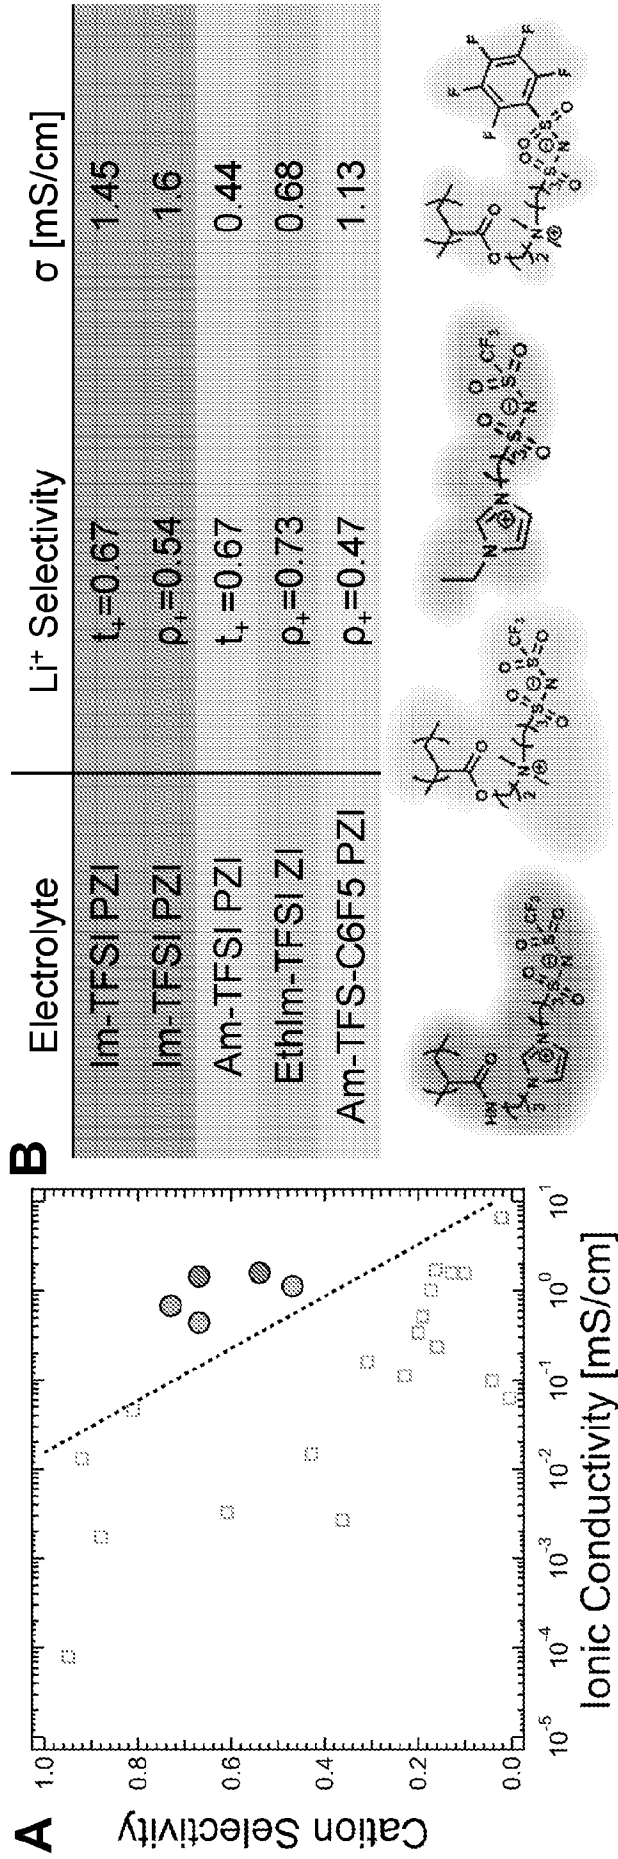 A
Cation Selectivity
1.0
0.8
0.6
0.4
0.2
0.0
10⁻⁵ 10⁻⁴ 10⁻³ 10⁻² 10⁻¹ 10⁰ 10¹
Ionic Conductivity [mS/cm]
B
Electrolyte Li⁺ Selectivity σ [mS/cm]
Im-TFSI PZI t₊=0.67 1.45
Im-TFSI PZI ρ₊=0.54 1.6
Am-TFSI PZI t₊=0.67 0.44
EthIm-TFSI ZI ρ₊=0.73 0.68
Am-TFS-C6F5 PZI ρ₊=0.47 1.13